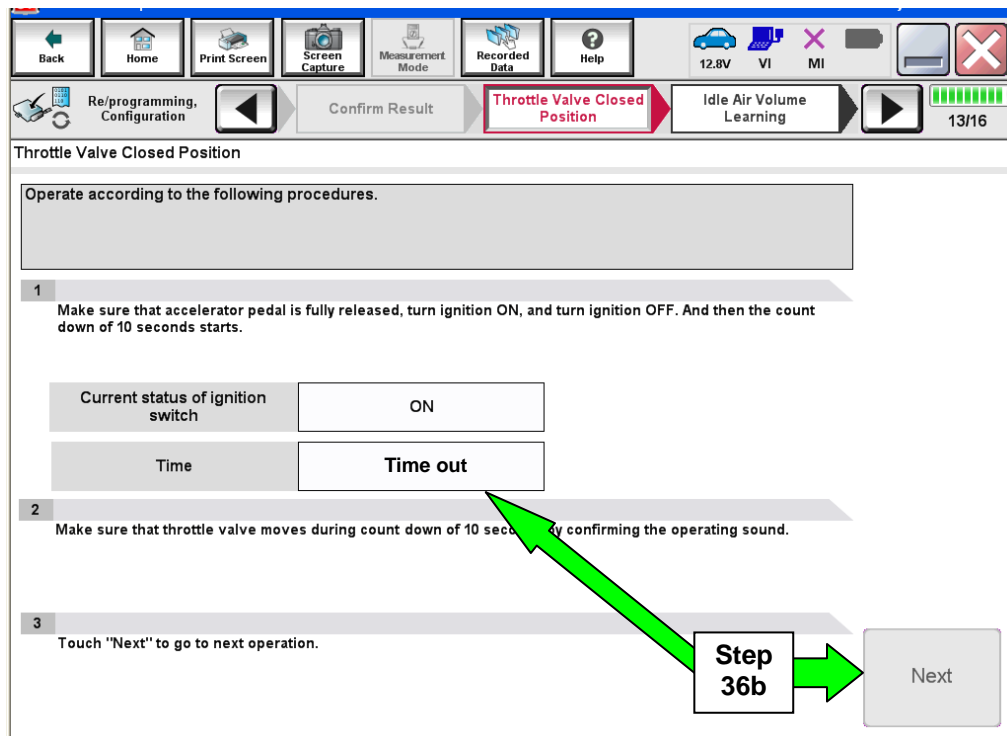 Back
Home
Print Screen
Screen
Capture
Measurement
Mode
Recorded
Data
Help
12.8V
VI
MI
Re/programming,
Configuration
Confirm Result
Throttle Valve Closed
Position
Idle Air Volume
Learning
13/16
Throttle Valve Closed Position
Operate according to the following procedures.
1
Make sure that accelerator pedal is fully released, turn ignition ON, and turn ignition OFF. And then the count
down of 10 seconds starts.
Current status of ignition
switch
ON
Time
Time out
2
Make sure that throttle valve moves during count down of 10 by confirming the operating sound.
3
Touch "Next" to go to next operation.
Step
36b
Next